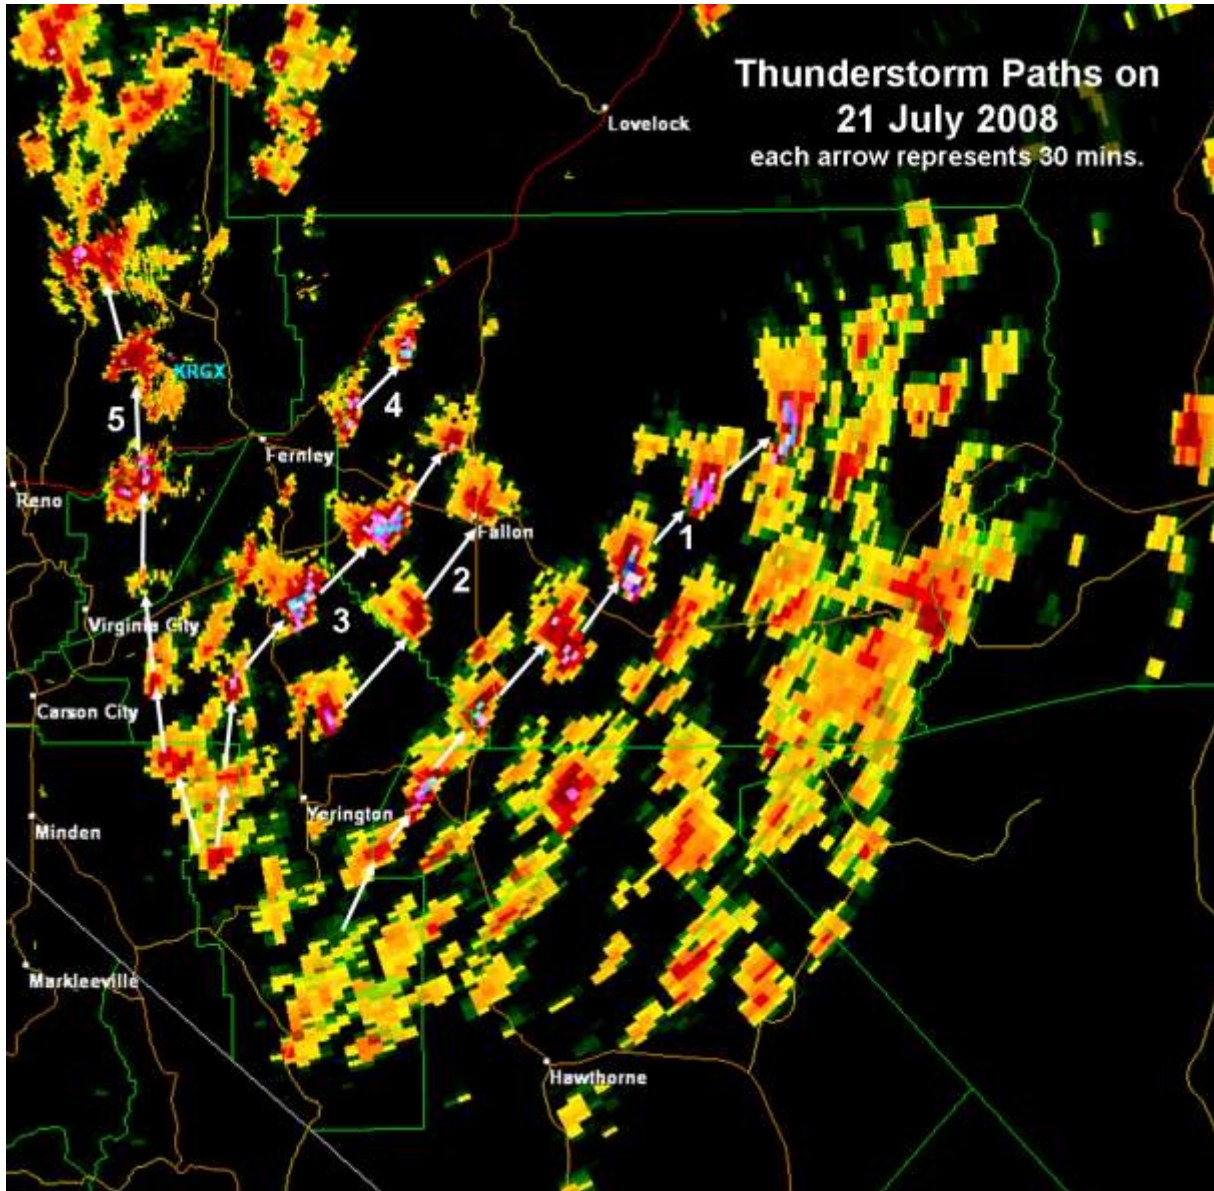 Thunderstorm Paths on
21 July 2008
each arrow represents 30 mins.
Lovelock
KRGX
5
4
Fernley
Reno
Fallon
1
2
3
Virginia City
Carson City
Yerington
Minden
Markleeville
Hawthorne